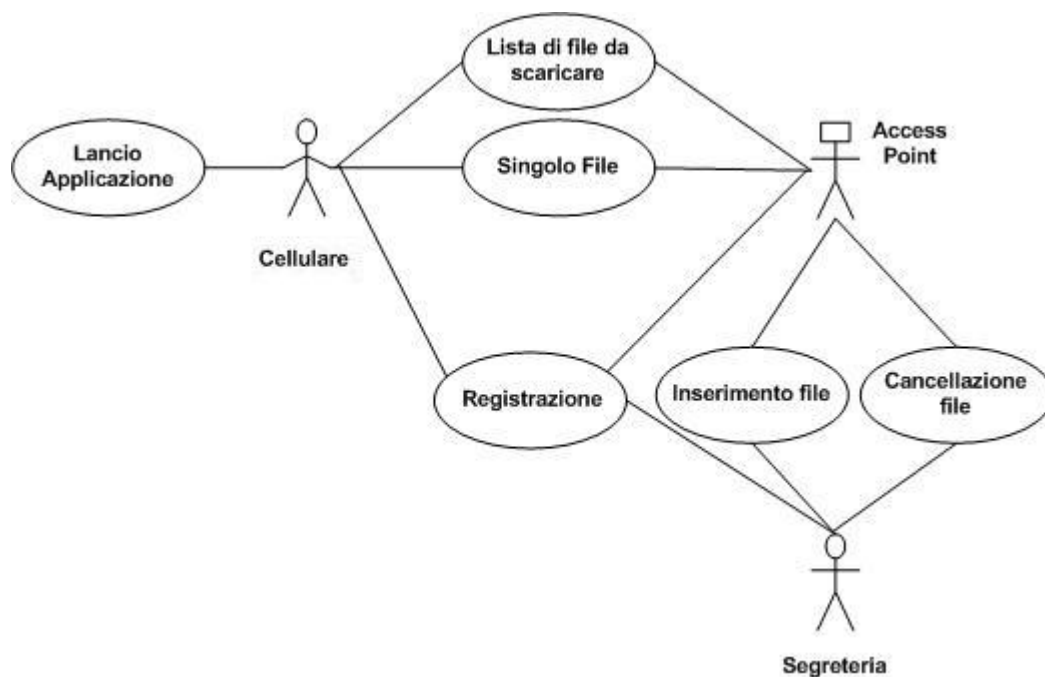 Lista di file da
scaricare
Lancio
Applicazione
Singolo File
Access
Point
Cellulare
Registrazione
Inserimento file
Cancellazione
file
Segreteria